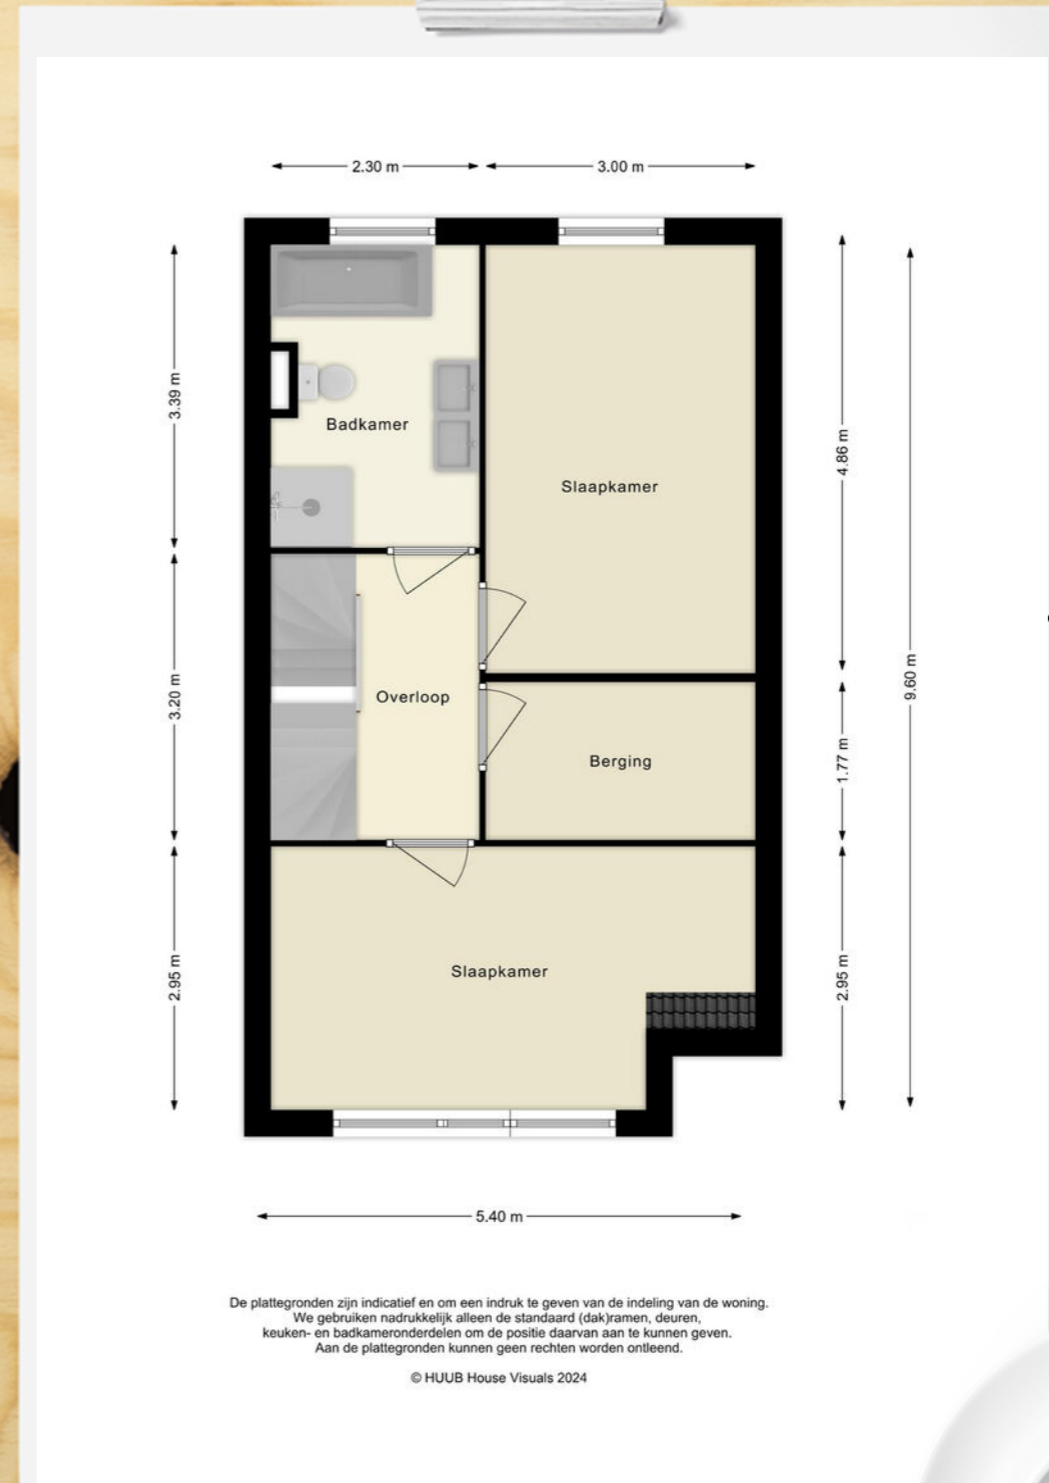 2.30 m
3.00 m
3.39 m
Badkamer
Slaapkamer
4.86 m
9.60 m
3.20 m
Overloop
Berging
1.77 m
2.95 m
Slaapkamer
2.95 m
5.40 m
De plattegronden zijn indicatief en om een indruk te geven van de indeling van de woning.
We gebruiken nadrukkelijk alleen de standaard (dak)ramen, deuren,
keuken- en badkameronderdelen om de positie daarvan aan te kunnen geven.
Aan de plattegronden kunnen geen rechten worden ontleend.
© HUUB House Visuals 2024